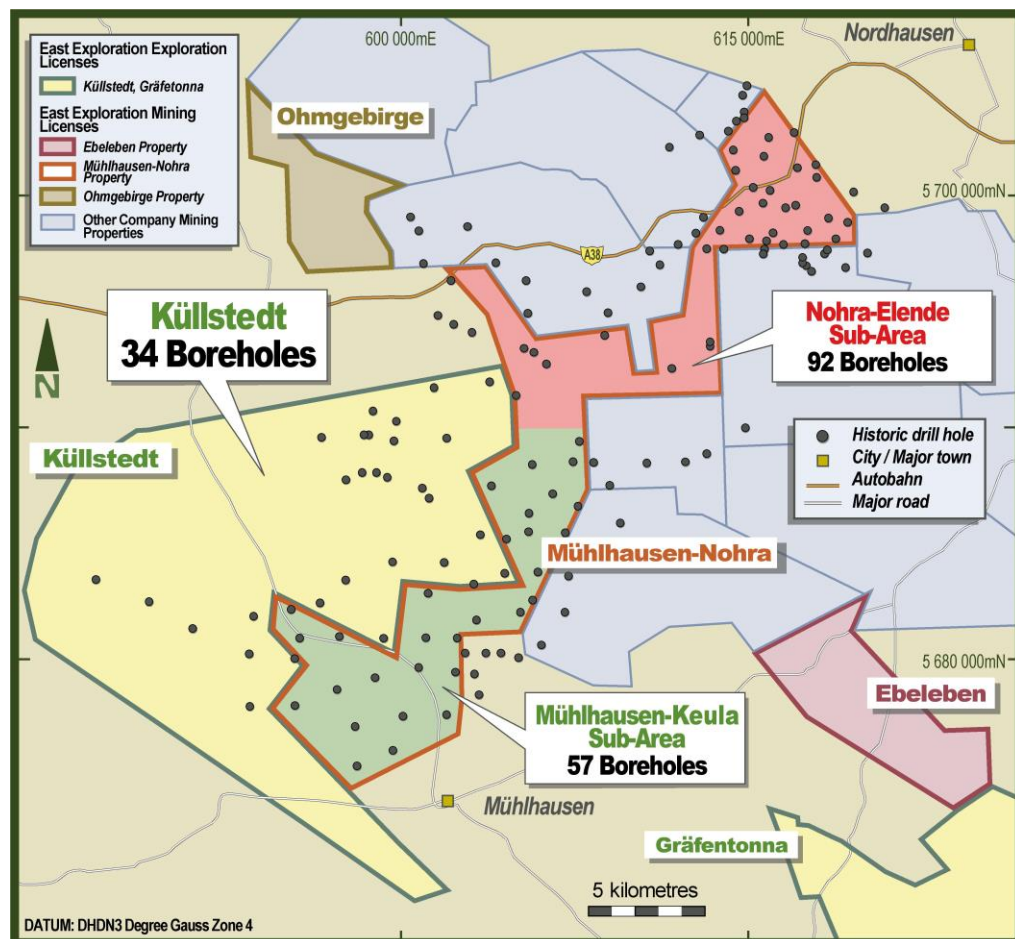 600 000mE
615 000mE
Nordhausen
East Exploration Exploration
Licenses
Küllstedt, Gräfetonna
East Exploration Mining
Licenses
Ebeleben Property
Mühlhausen-Nohra
Property
Ohmgebirge Property
Other Company Mining
Properties
Ohmgebirge
5 700 000mN
A38
Küllstedt
34 Boreholes
Nohra-Elende
Sub-Area
92 Boreholes
N
Küllstedt
Historic drill hole
City / Major town
Autobahn
Major road
Mühlhausen-Nohra
5 680 000mN
Ebeleben
Mühlhausen-Keula
Sub-Area
57 Boreholes
Mühlhausen
Gräfentonna
5 kilometres
DATUM: DHDN3 Degree Gauss Zone 4